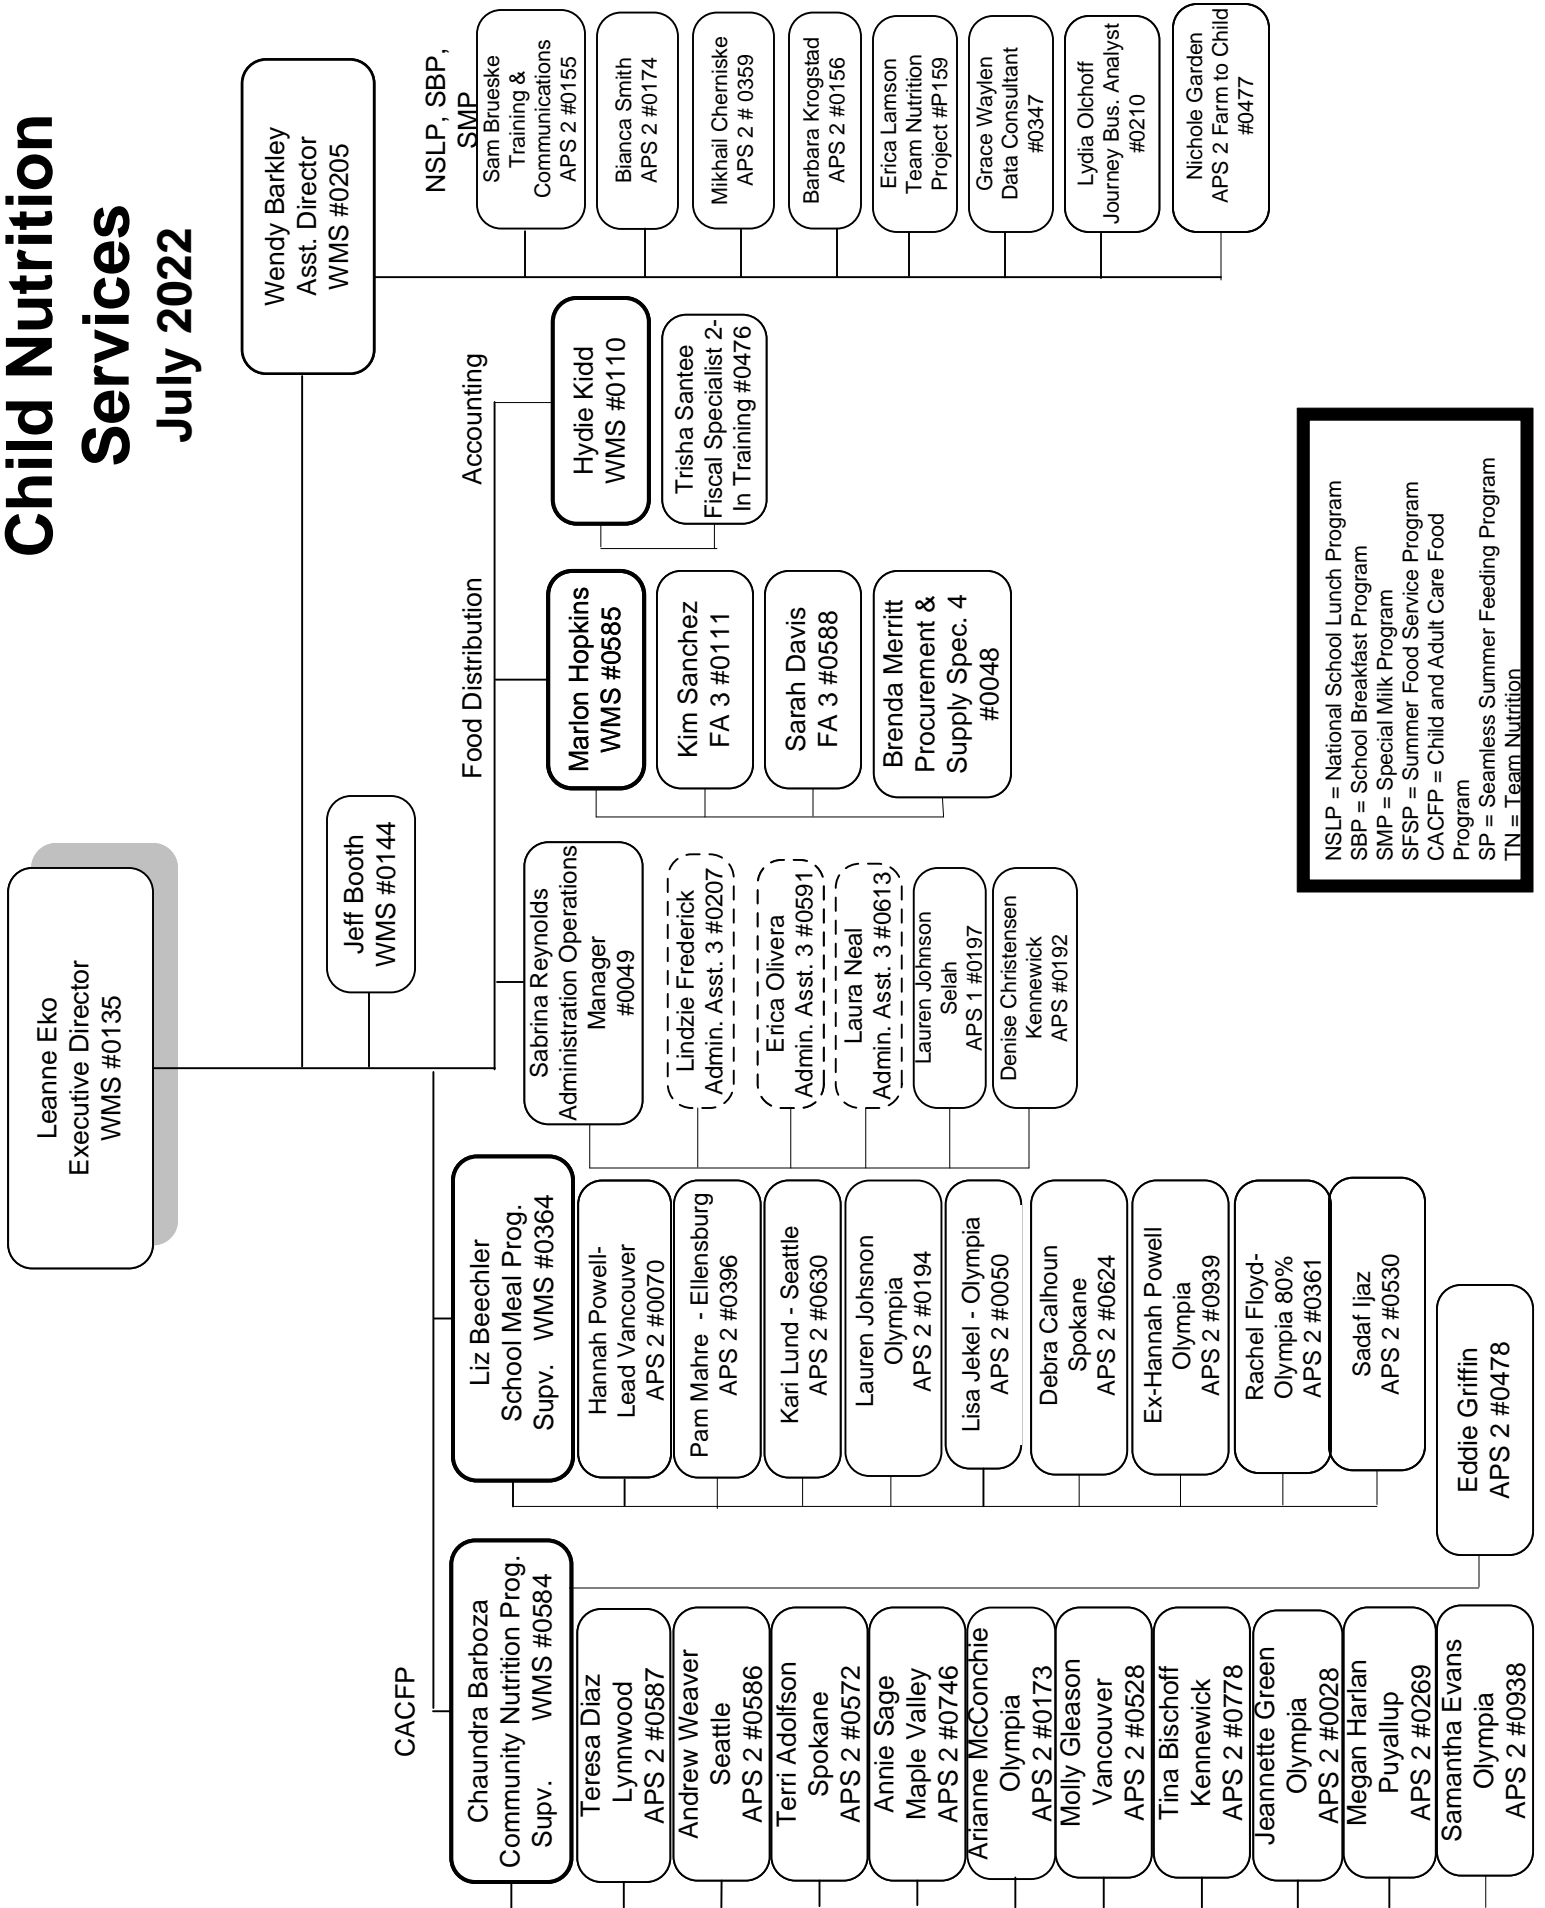 Child Nutrition
Services
July 2022
Leanne Eko
Executive Director
WMS #0135
Wendy Barkley
Asst. Director
WMS #0205
Jeff Booth
WMS #0144
CACFP
Chaundra Barboza
Community Nutrition Prog.
Supv. WMS #0584
Teresa Diaz
Lynnwood
APS 2 #0587
Andrew Weaver
Seattle
APS 2 #0586
Terri Adolfson
Spokane
APS 2 #0572
Annie Sage
Maple Valley
APS 2 #0746
Arianne McConchie
Olympia
APS 2 #0173
Molly Gleason
Vancouver
APS 2 #0528
Tina Bischoff
Kennewick
APS 2 #0778
Jeannette Green
Olympia
APS 2 #0028
Megan Harlan
Puyallup
APS 2 #0269
Samantha Evans
Olympia
APS 2 #0938
Eddie Griffin
APS 2 #0478
Liz Beechler
School Meal Prog.
Supv. WMS #0364
Hannah Powell-
Lead Vancouver
APS 2 #0070
Pam Mahre - Ellensburg
APS 2 #0396
Kari Lund - Seattle
APS 2 #0630
Lauren Johsnon
Olympia
APS 2 #0194
Lisa Jekel - Olympia
APS 2 #0050
Debra Calhoun
Spokane
APS 2 #0624
Ex-Hannah Powell
Olympia
APS 2 #0939
Rachel Floyd-
Olympia 80%
APS 2 #0361
Sadaf Ijaz
APS 2 #0530
Sabrina Reynolds
Administration Operations
Manager
#0049
Lindzie Frederick
Admin. Asst. 3 #0207
Erica Olivera
Admin. Asst. 3 #0591
Laura Neal
Admin. Asst. 3 #0613
Lauren Johnson
Selah
APS 1 #0197
Denise Christensen
Kennewick
APS #0192
Food Distribution
Marlon Hopkins
WMS #0585
Kim Sanchez
FA 3 #0111
Sarah Davis
FA 3 #0588
Brenda Merritt
Procurement &
Supply Spec. 4
#0048
Accounting
Hydie Kidd
WMS #0110
Trisha Santee
Fiscal Specialist 2-
In Training #0476
NSLP, SBP,
SMP
Sam Brueske
Training &
Communications
APS 2 #0155
Bianca Smith
APS 2 #0174
Mikhail Cherniske
APS 2 # 0359
Barbara Krogstad
APS 2 #0156
Erica Lamson
Team Nutrition
Project #P159
Grace Waylen
Data Consultant
#0347
Lydia Olchoff
Journey Bus. Analyst
#0210
Nichole Garden
APS 2 Farm to Child
#0477
NSLP = National School Lunch Program
SBP = School Breakfast Program
SMP = Special Milk Program
SFSP = Summer Food Service Program
CACFP = Child and Adult Care Food
Program
SP = Seamless Summer Feeding Program
TN = Team Nutrition